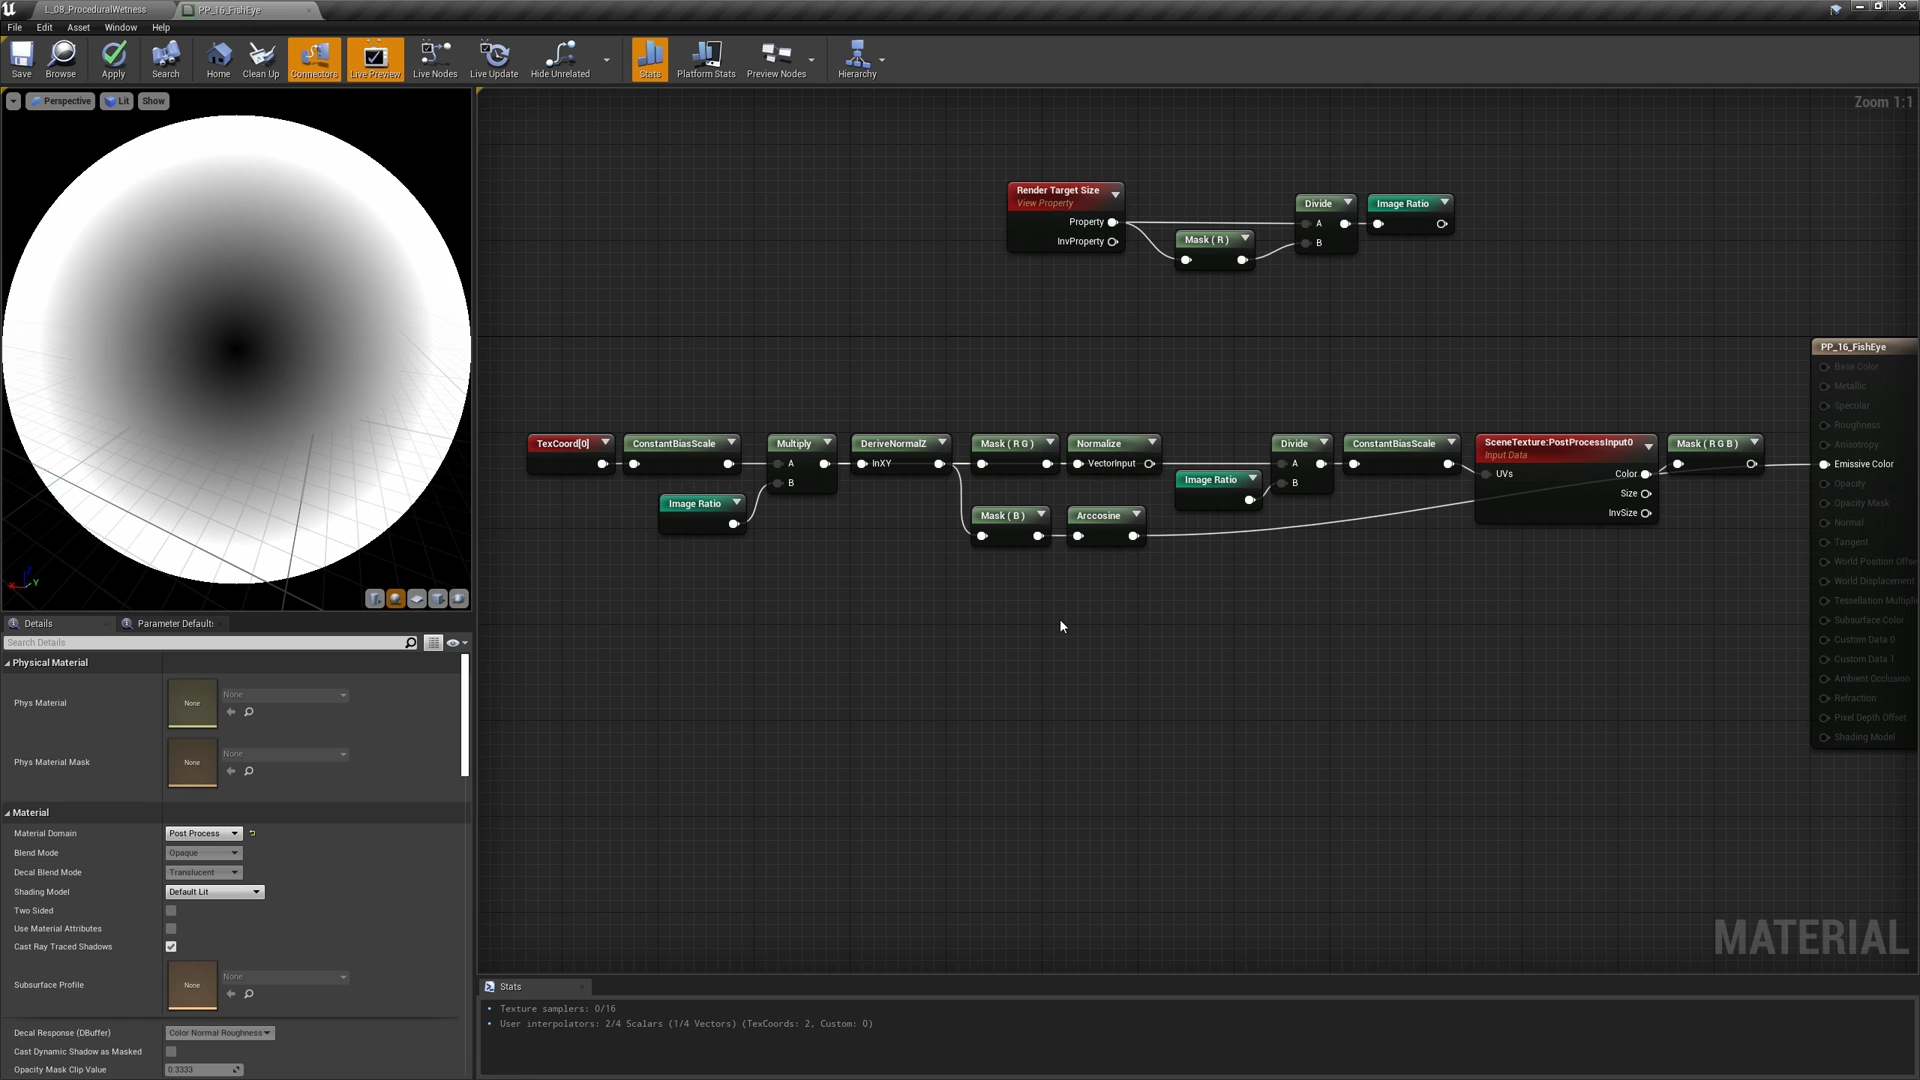 L_08_ProceduralWetness
PP_16_FishEye
File Edit Asset Window Help
Save Browse Apply Search Home Clean Up Connectors Live Preview Live Nodes Live Update Hide Unrelated Stats Platform Stats Preview Nodes Hierarchy
Perspective Lit Show
Zoom 1:1
Render Target Size
View Property
Property
InvProperty
Mask ( R )
Divide
A
B
Image Ratio
TexCoord[0]
ConstantBiasScale
Multiply
A
B
Image Ratio
DeriveNormalZ
InXY
Mask ( R G )
Normalize
VectorInput
Mask ( B )
Arccosine
Image Ratio
Divide
A
B
ConstantBiasScale
SceneTexture:PostProcessInput0
Input Data
UVs
Color
Size
InvSize
Mask ( R G B )
PP_16_FishEye
Base Color
Metallic
Specular
Roughness
Anisotropy
Emissive Color
Opacity
Opacity Mask
Normal
Tangent
World Position Offse
World Displacement
Tessellation Multipli
Subsurface Color
Custom Data 0
Custom Data 1
Ambient Occlusion
Refraction
Pixel Depth Offset
Shading Model
MATERIAL
Details
Parameter Default
Search Details
Physical Material
Phys Material
None
None
Phys Material Mask
None
None
Material
Material Domain Post Process
Blend Mode Opaque
Decal Blend Mode Translucent
Shading Model Default Lit
Two Sided
Use Material Attributes
Cast Ray Traced Shadows
Subsurface Profile
None
None
Decal Response (DBuffer) Color Normal Roughness
Cast Dynamic Shadow as Masked
Opacity Mask Clip Value 0.3333
Stats
Texture samplers: 0/16
User interpolators: 2/4 Scalars (1/4 Vectors) (TexCoords: 2, Custom: 0)